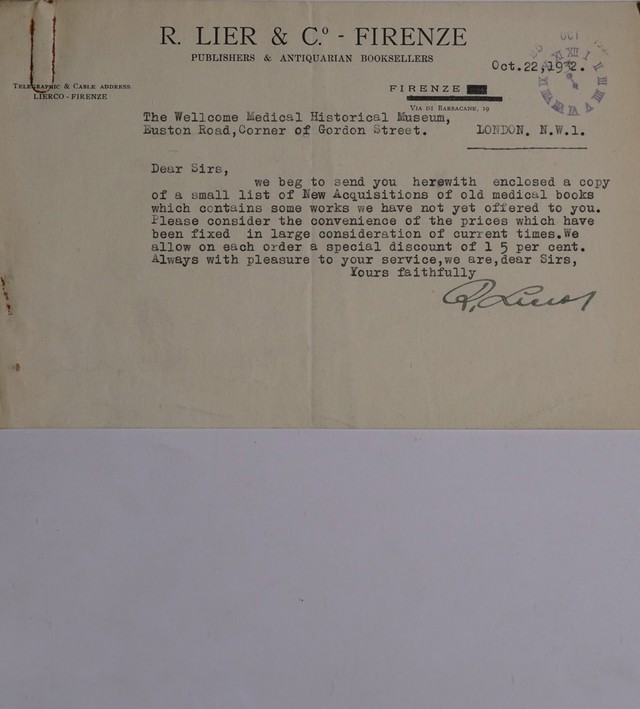 R. LIER & C.º - FIRENZE
PUBLISHERS & ANTIQUARIAN BOOKSELLERS
Oct.22,1932.
TELEGRAPHIC & CABLE ADDRESS
LIERCO - FIRENZE
FIRENZE
VIA DI BARBACANE, 19
The Wellcome Medical Historical Museum,
Euston Road,Corner of Gordon Street. LONDON. N.W.1.
Dear Sirs,
we beg to send you herewith enclosed a copy
of a small list of New Acquisitions of old medical books
which contains some works we have not yet offered to you.
Please consider the convenience of the prices which have
been fixed in large consideration of current times.We
allow on each order a special discount of 1 5 per cent.
Always with pleasure to your service,we are,dear Sirs,
Yours faithfully